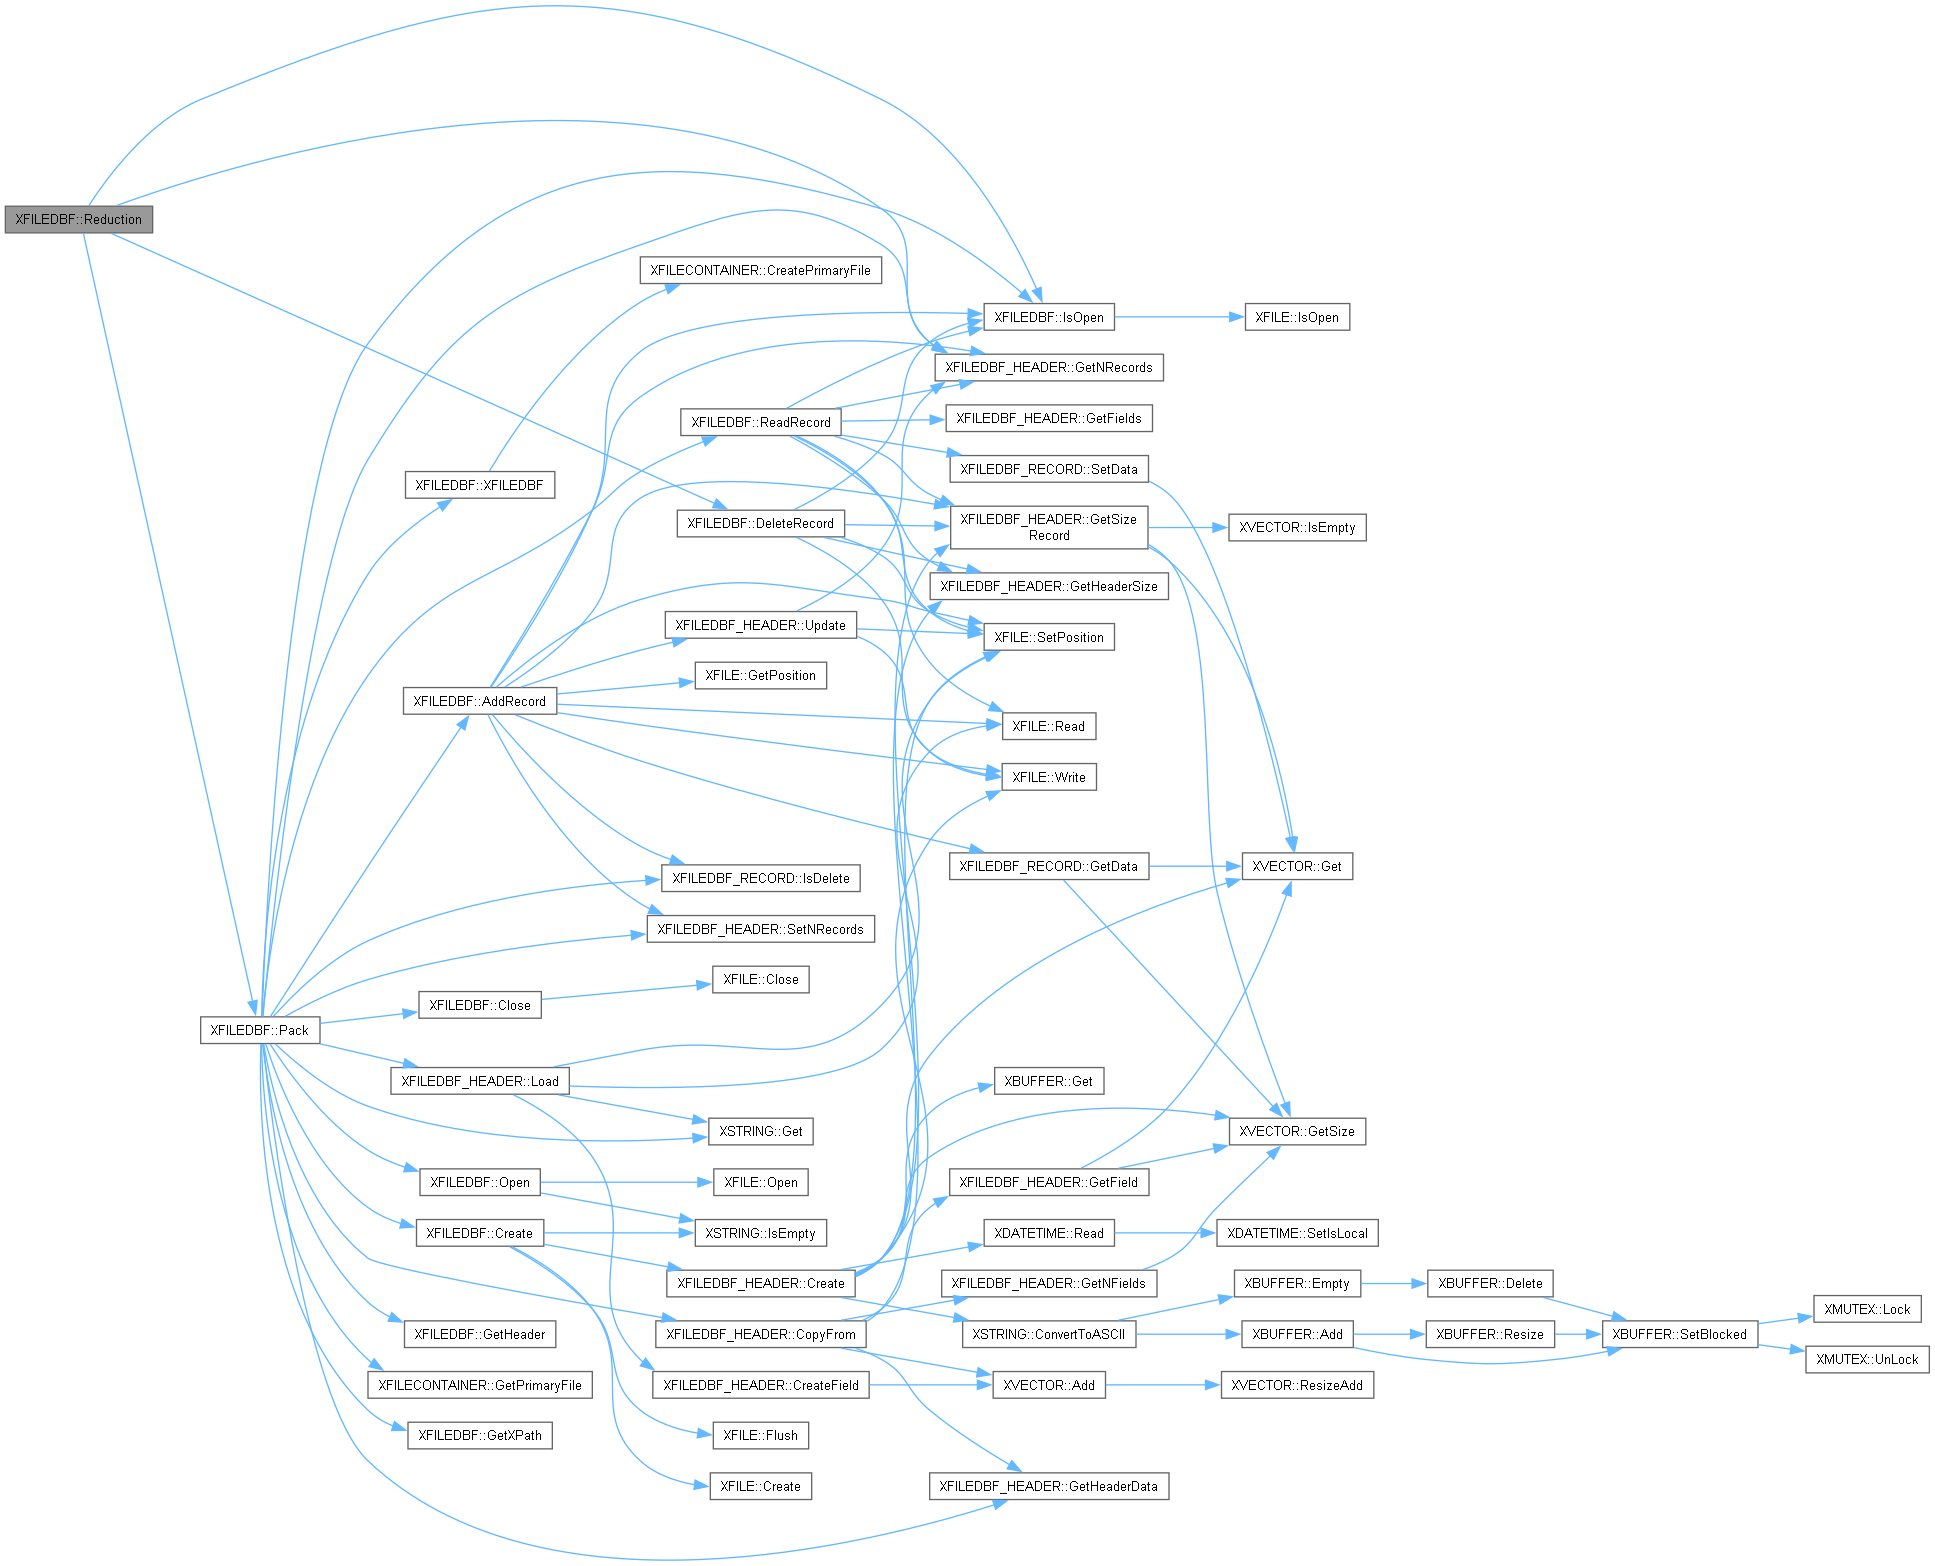 XFILEDBF::Reduction
XFILECONTAINER::CreatePrimaryFile
XFILEDBF::IsOpen
XFILE::IsOpen
XFILEDBF_HEADER::GetNRecords
XFILEDBF::ReadRecord
XFILEDBF_HEADER::GetFields
XFILEDBF_RECORD::SetData
XFILEDBF::XFILEDBF
XFILEDBF::DeleteRecord
XFILEDBF_HEADER::GetSize
Record
XVECTOR::IsEmpty
XFILEDBF_HEADER::GetHeaderSize
XFILEDBF_HEADER::Update
XFILE::SetPosition
XFILE::GetPosition
XFILEDBF::AddRecord
XFILE::Read
XFILE::Write
XFILEDBF_RECORD::GetData
XVECTOR::Get
XFILEDBF_RECORD::IsDelete
XFILEDBF_HEADER::SetNRecords
XFILE::Close
XFILEDBF::Close
XFILEDBF::Pack
XFILEDBF_HEADER::Load
XBUFFER::Get
XSTRING::Get
XVECTOR::GetSize
XFILEDBF::Open
XFILE::Open
XFILEDBF_HEADER::GetField
XFILEDBF::Create
XSTRING::IsEmpty
XDATETIME::Read
XDATETIME::SetIsLocal
XFILEDBF_HEADER::Create
XFILEDBF_HEADER::GetNFields
XBUFFER::Empty
XBUFFER::Delete
XMUTEX::Lock
XFILEDBF::GetHeader
XFILEDBF_HEADER::CopyFrom
XSTRING::ConvertToASCII
XBUFFER::Add
XBUFFER::Resize
XBUFFER::SetBlocked
XMUTEX::UnLock
XFILECONTAINER::GetPrimaryFile
XFILEDBF_HEADER::CreateField
XVECTOR::Add
XVECTOR::ResizeAdd
XFILEDBF::GetXPath
XFILE::Flush
XFILE::Create
XFILEDBF_HEADER::GetHeaderData